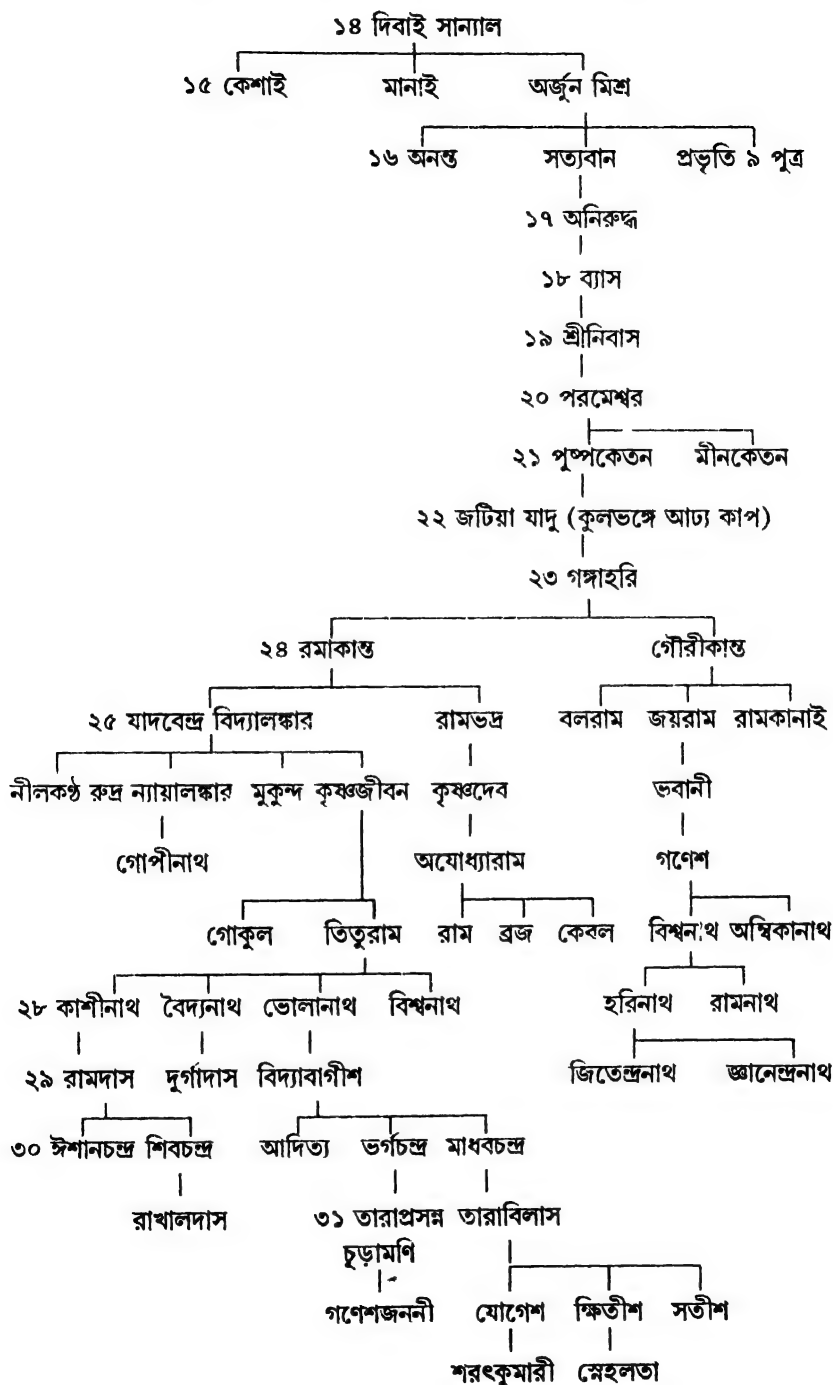 ১৪ দিবাই সান্যাল
১৫ কেশাই মানাই অর্জুন মিশ্র
১৬ অনন্ত সত্যবান প্রভৃতি ৯ পুত্র
১৭ অনিরুদ্ধ
১৮ ব্যাস
১৯ শ্রীনিবাস
২০ পরমেশ্বর
২১ পুষ্পকেতন মীনকেতন
২২ জটিয়া যাদু (কুলভঙ্গে আঢ্য কাপ)
২৩ গঙ্গাহরি
২৪ রমাকান্ত গৌরীকান্ত
২৫ যাদবেন্দ্র বিদ্যালঙ্কার রামভদ্র বলরাম জয়রাম রামকানাই
নীলকণ্ঠ রুদ্র ন্যায়ালঙ্কার মুকুন্দ কৃষ্ণজীবন কৃষ্ণদেব ভবানী
গোপীনাথ অযোধ্যারাম গণেশ
গোকুল তিতুরাম রাম ব্রজ কেবল বিশ্বনাথ অম্বিকানাথ
২৮ কাশীনাথ বৈদ্যনাথ ভোলানাথ বিশ্বনাথ হরিনাথ রামনাথ
২৯ রামদাস দুর্গাদাস বিদ্যাবাগীশ জিতেন্দ্রনাথ জ্ঞানেন্দ্রনাথ
৩০ ঈশানচন্দ্র শিবচন্দ্র আদিত্য ভর্গচন্দ্র মাধবচন্দ্র
রাখালদাস ৩১ তারাপ্রসন্ন তারাবিলাস
চূড়ামণি
গণেশজননী যোগেশ ক্ষিতীশ সতীশ
শরৎকুমারী স্নেহলতা